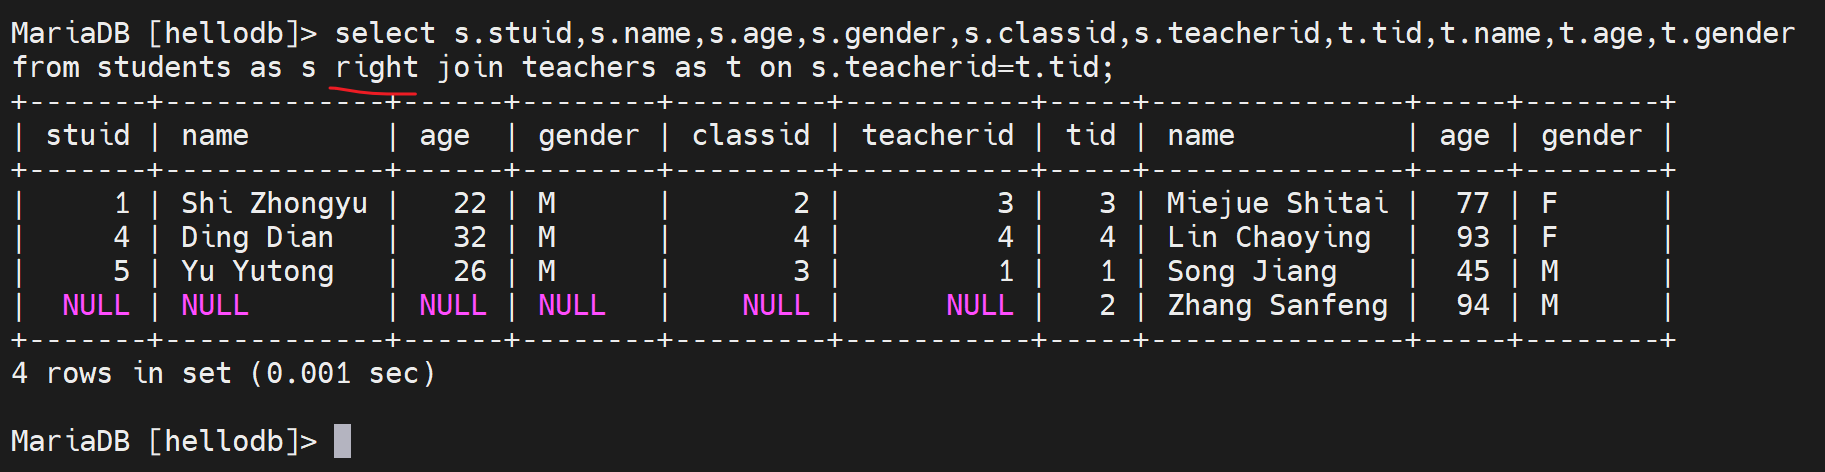 MariaDB [hellodb]> select s.stuid,s.name,s.age,s.gender,s.classid,s.teacherid,t.tid,t.name,t.age,t.gender
from students as s right join teachers as t on s.teacherid=t.tid;
+-------+-------------+------+--------+---------+-----------+-----+---------------+-----+--------+
| stuid | name        | age  | gender | classid | teacherid | tid | name          | age | gender |
+-------+-------------+------+--------+---------+-----------+-----+---------------+-----+--------+
|     1 | Shi Zhongyu |   22 | M      |       2 |         3 |   3 | Miejue Shitai |  77 | F      |
|     4 | Ding Dian   |   32 | M      |       4 |         4 |   4 | Lin Chaoying  |  93 | F      |
|     5 | Yu Yutong   |   26 | M      |       3 |         1 |   1 | Song Jiang    |  45 | M      |
|  NULL | NULL        | NULL | NULL   |    NULL |      NULL |   2 | Zhang Sanfeng |  94 | M      |
+-------+-------------+------+--------+---------+-----------+-----+---------------+-----+--------+
4 rows in set (0.001 sec)
MariaDB [hellodb]>